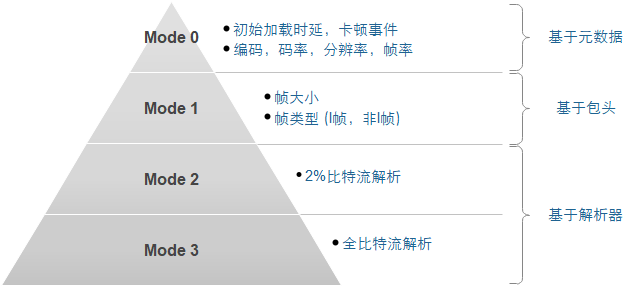 Mode 0
• 初始加载时延，卡顿事件
• 编码，码率，分辨率，帧率
基于元数据
Mode 1
• 帧大小
• 帧类型 (I帧，非I帧)
基于包头
Mode 2
• 2%比特流解析
Mode 3
• 全比特流解析
基于解析器